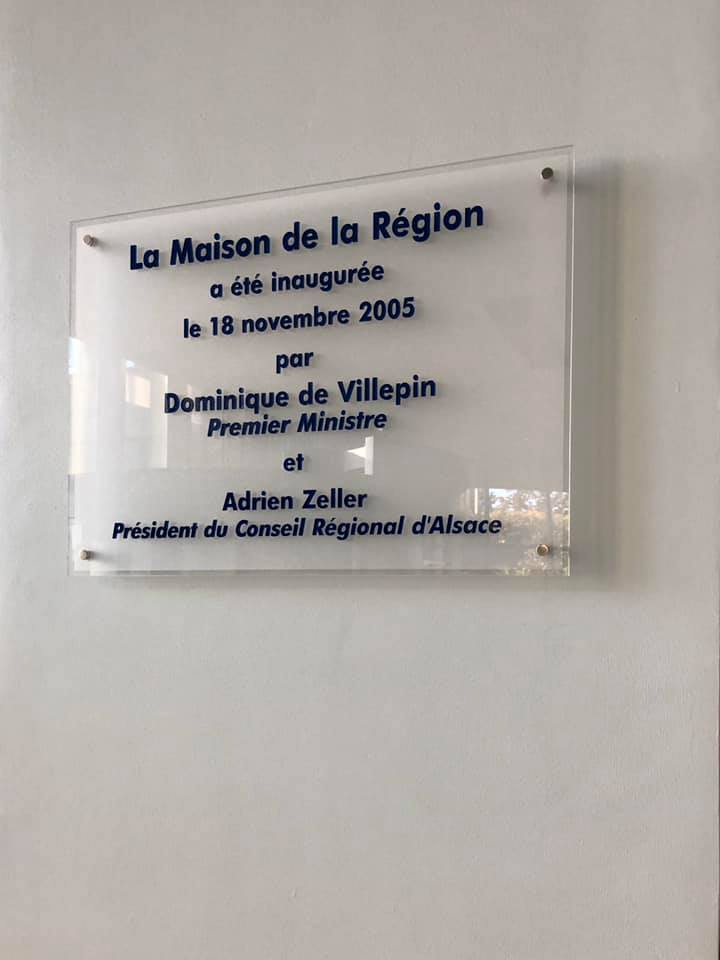 La Maison de la Région
a été inaugurée
le 18 novembre 2005
par
Dominique de Villepin
Premier Ministre
et
Adrien Zeller
Président du Conseil Régional d'Alsace